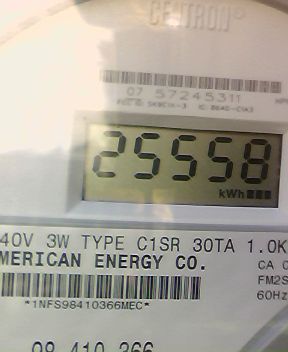 CENTRON®
07 57245311
25558
kWh
40V 3W TYPE C1SR 30TA 1.0K
MERICAN ENERGY CO.
CA
FM2S
60Hz
*1NFS98410366MEC*
98 410 366